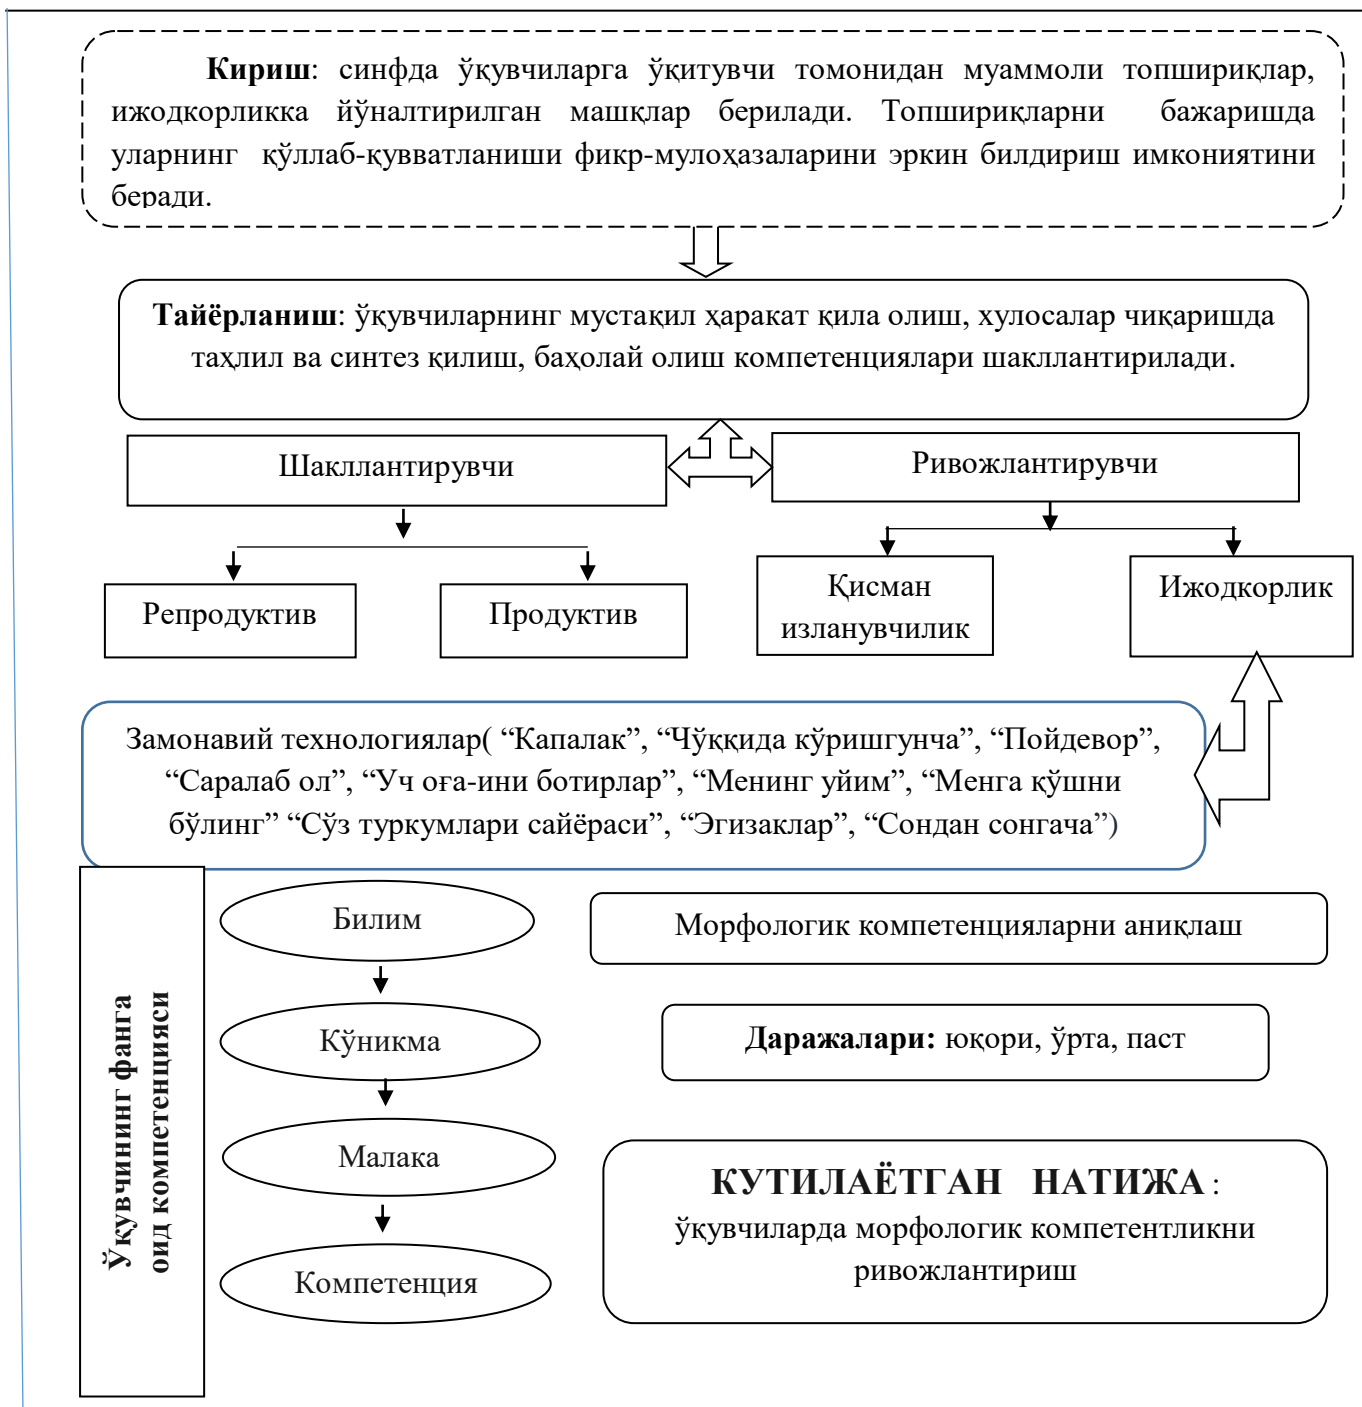 Кириш: синфда ўқувчиларга ўқитувчи томонидан муаммоли топшириқлар,
ижодкорликка йўналтирилган машқлар берилади. Топшириқларни бажаришда
уларнинг қўллаб-қувватланиши фикр-мулоҳазаларини эркин билдириш имкониятини
беради.
Тайёрланиш: ўқувчиларнинг мустақил ҳаракат қила олиш, хулосалар чиқаришда
таҳлил ва синтез қилиш, баҳолай олиш компетенциялари шакллантирилади.
Шакллантирувчи
Ривожлантирувчи
Репродуктив
Продуктив
Қисман
изланувчилик
Ижодкорлик
Замонавий технологиялар( “Капалак”, “Чўққида кўришгунча”, “Пойдевор”,
“Саралаб ол”, “Уч оға-ини ботирлар”, “Менинг уйим”, “Менга қўшни
бўлинг” “Сўз туркумлари сайёраси”, “Эгизаклар”, “Сондан сонгача”)
Ўқувчининг фанга
оид компетенцияси
Билим
Кўникма
Малака
Компетенция
Морфологик компетенцияларни аниқлаш
Даражалари: юқори, ўрта, паст
КУТИЛАЁТГАН НАТИЖА :
ўқувчиларда морфологик компетентликни
ривожлантириш